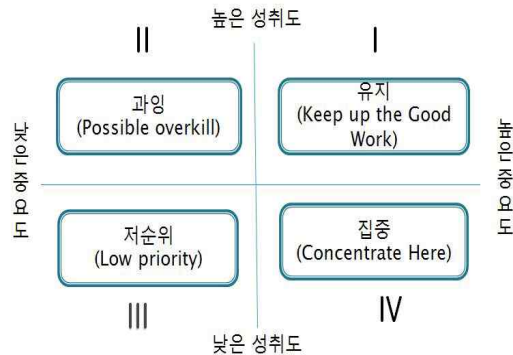 높은 성취도
II
I
과잉
(Possible overkill)
유지
(Keep up the Good
Work)
낮은 중요도
높은 중요도
저순위
(Low priority)
집중
(Concentrate Here)
III
IV
낮은 성취도